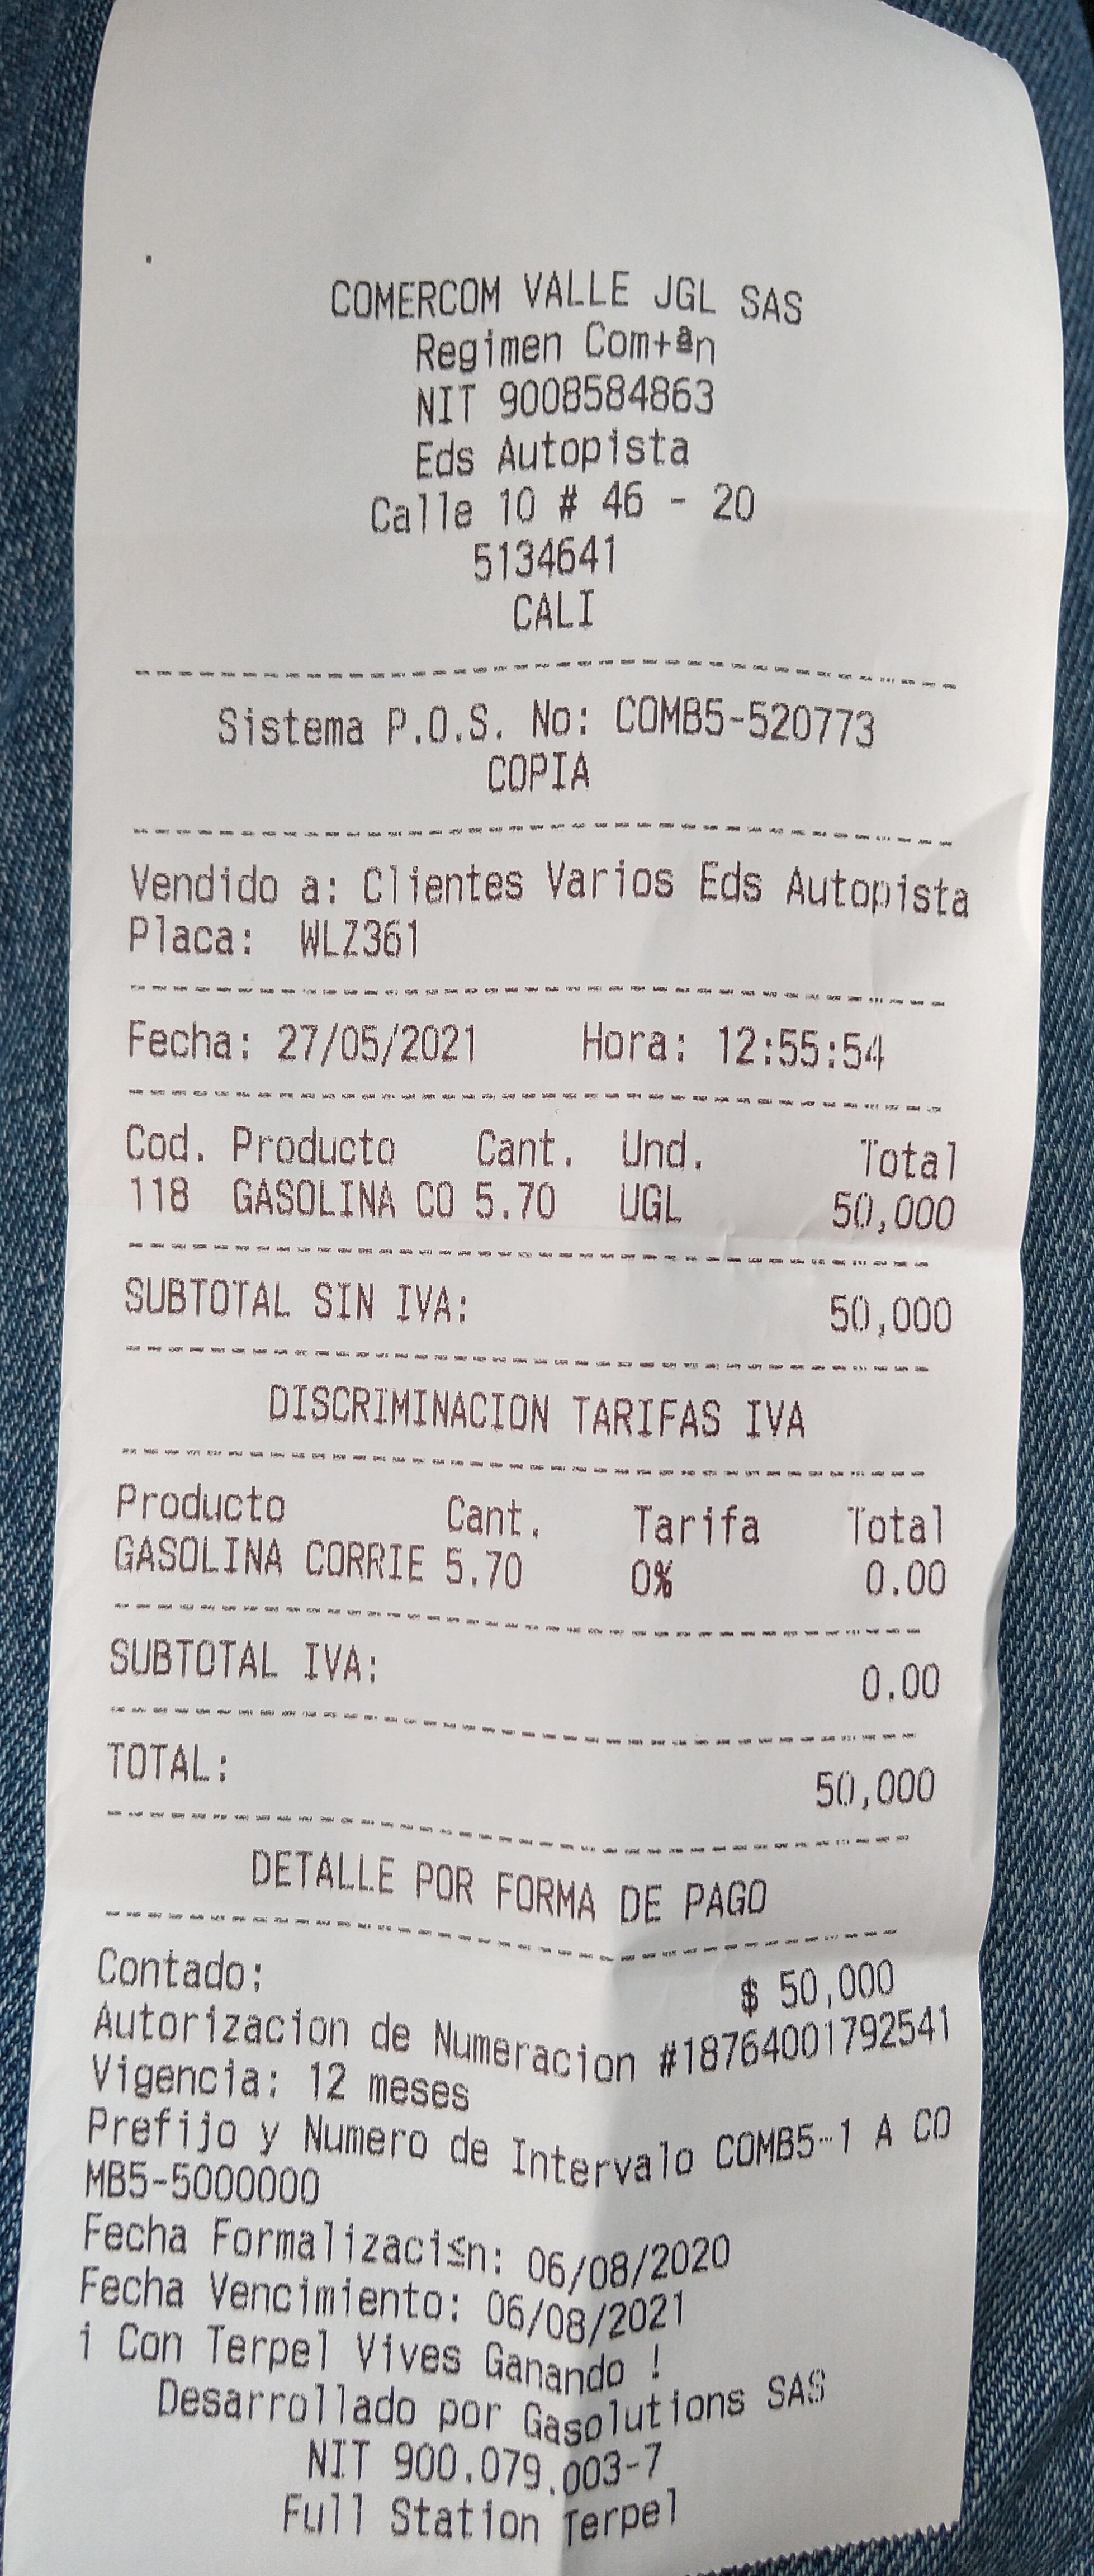 COMERCOM VALLE JGL SAS
Regimen Com+ªn
NIT 9008584863
Eds Autopista
Calle 10 # 46 - 20
5134641
CALI
Sistema P.O.S. No: COMB5-520773
COPIA
Vendido a: Clientes Varios Eds Autopista
Placa: WLZ361
Fecha: 27/05/2021 Hora: 12:55:54
Cod. Producto Cant. Und. Total
118 GASOLINA CO 5.70 UGL 50,000
SUBTOTAL SIN IVA: 50,000
DISCRIMINACION TARIFAS IVA
Producto Cant. Tarifa Total
GASOLINA CORRIE 5.70 0% 0.00
SUBTOTAL IVA: 0.00
TOTAL: 50,000
DETALLE POR FORMA DE PAGO
Contado: $ 50,000
Autorizacion de Numeracion #18764001792541
Vigencia: 12 meses
Prefijo y Numero de Intervalo COMB5-1 A CO
MB5-5000000
Fecha Formalizaci≤n: 06/08/2020
Fecha Vencimiento: 06/08/2021
¡ Con Terpel Vives Ganando !
Desarrollado por Gasolutions SAS
NIT 900.079.003-7
Full Station Terpel